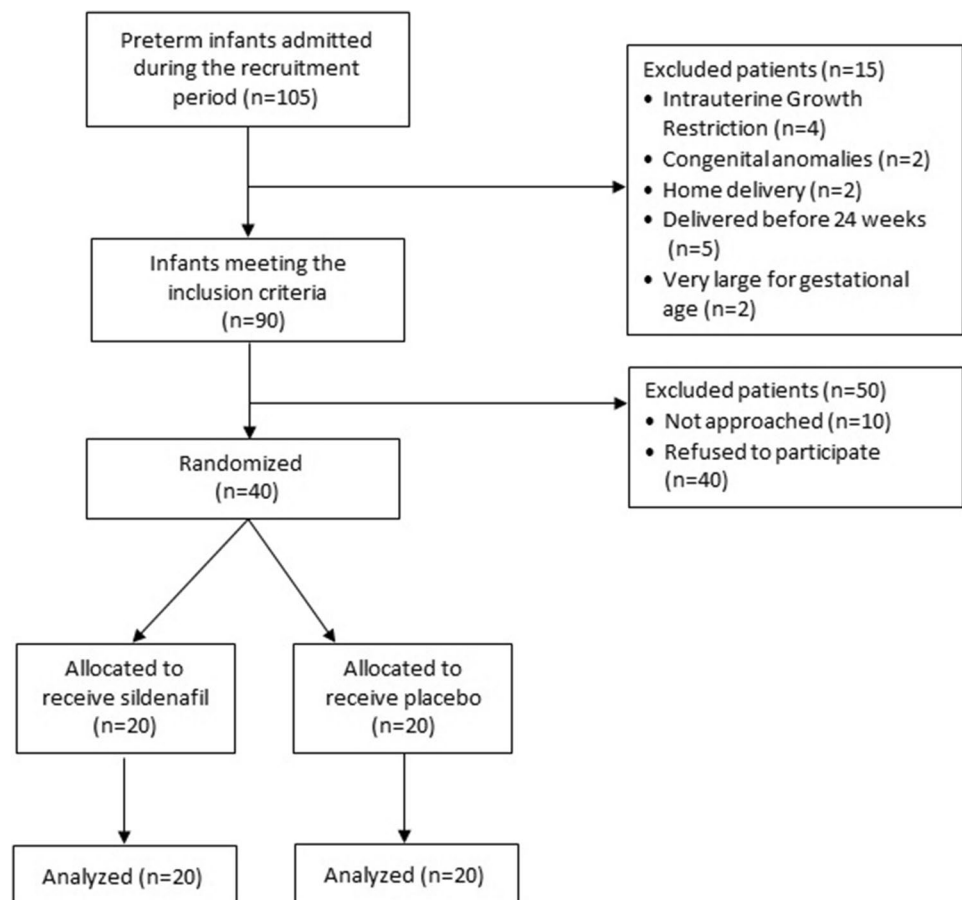 Preterm infants admitted
during the recruitment
period (n=105)
Excluded patients (n=15)
• Intrauterine Growth
Restriction (n=4)
• Congenital anomalies (n=2)
• Home delivery (n=2)
• Delivered before 24 weeks
(n=5)
• Very large for gestational
age (n=2)
Infants meeting the
inclusion criteria
(n=90)
Excluded patients (n=50)
• Not approached (n=10)
• Refused to participate
(n=40)
Randomized
(n=40)
Allocated to
receive sildenafil
(n=20)
Allocated to
receive placebo
(n=20)
Analyzed (n=20)
Analyzed (n=20)